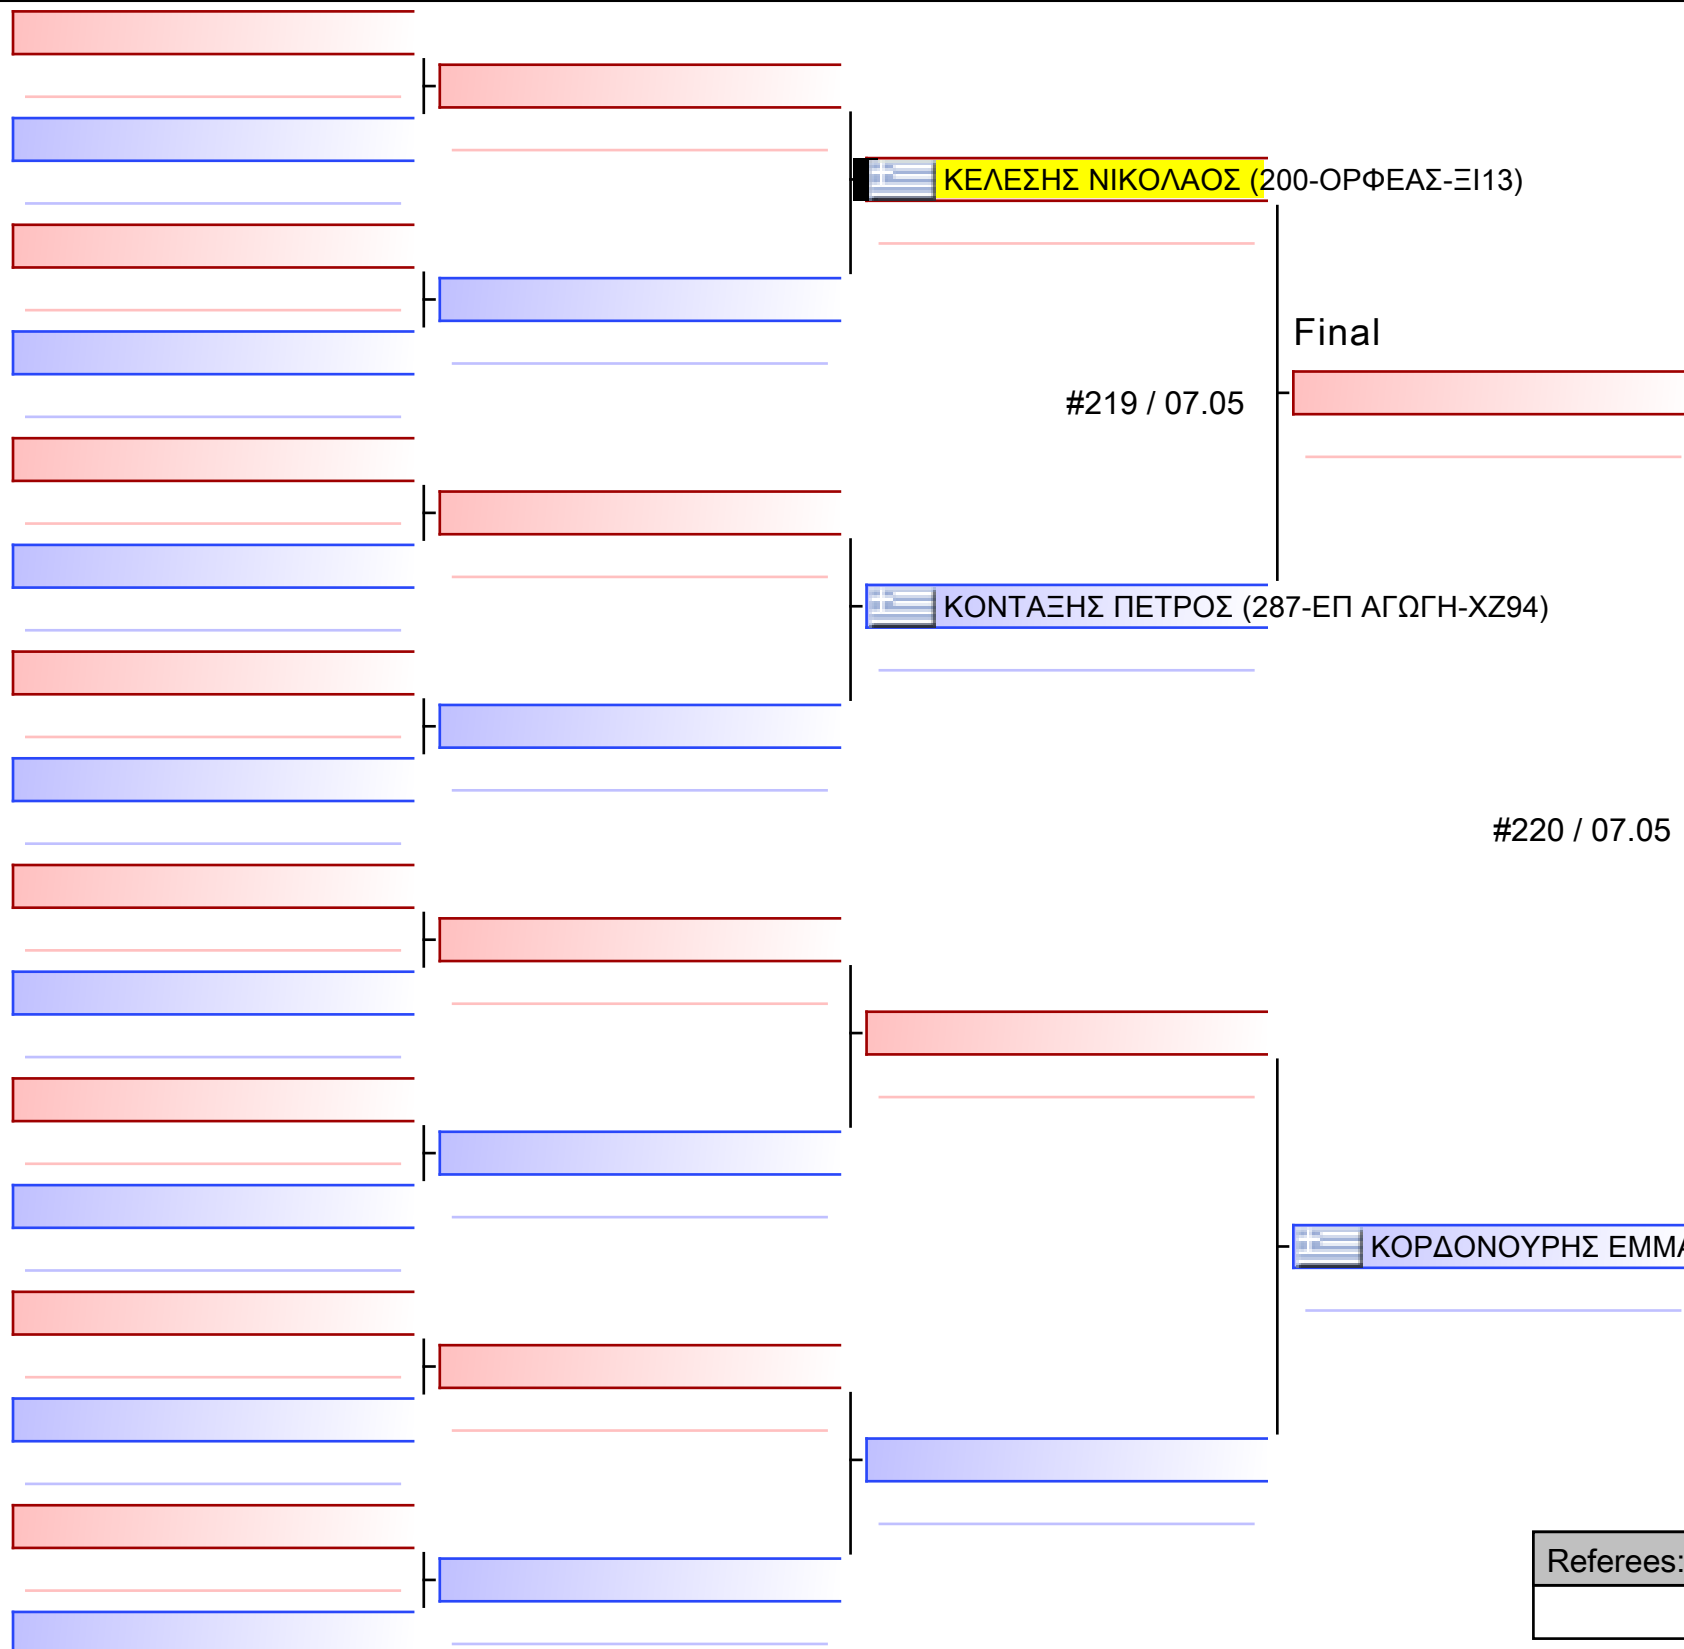 ΚΕΛΕΣΗΣ ΝΙΚΟΛΑΟΣ (200-ΟΡΦΕΑΣ-ΞΙ13)
Final
#219 / 07.05
ΚΟΝΤΑΞΗΣ ΠΕΤΡΟΣ (287-ΕΠ ΑΓΩΓΗ-ΧΖ94)
#220 / 07.05
ΚΟΡΔΟΝΟΥΡΗΣ
Referees: